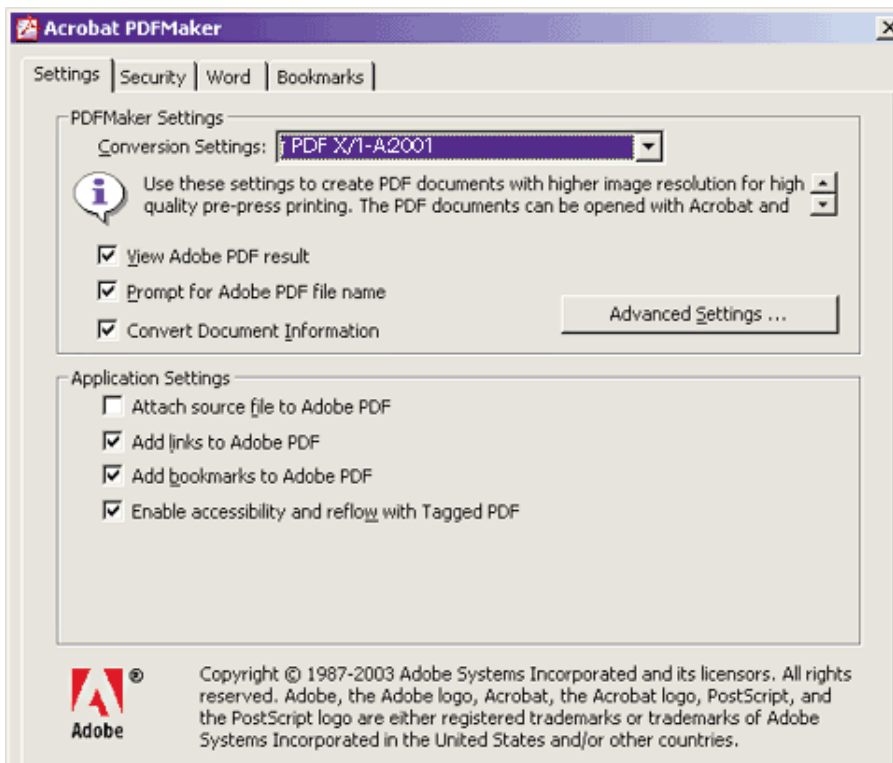 Acrobat PDFMaker
Settings Security Word Bookmarks
PDFMaker Settings
Conversion Settings: PDF X/1-A2001
Use these settings to create PDF documents with higher image resolution for high
quality pre-press printing. The PDF documents can be opened with Acrobat and
View Adobe PDF result
Prompt for Adobe PDF file name
Convert Document Information
Advanced Settings ...
Application Settings
Attach source file to Adobe PDF
Add links to Adobe PDF
Add bookmarks to Adobe PDF
Enable accessibility and reflow with Tagged PDF
Adobe ®
Copyright © 1987-2003 Adobe Systems Incorporated and its licensors. All rights
reserved. Adobe, the Adobe logo, Acrobat, the Acrobat logo, PostScript, and
the PostScript logo are either registered trademarks or trademarks of Adobe
Systems Incorporated in the United States and/or other countries.